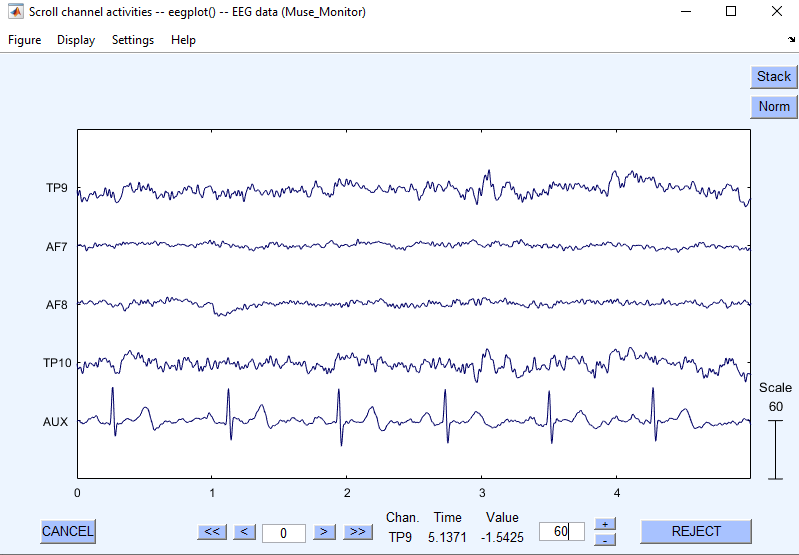 Scroll channel activities -- eegplot() -- EEG data (Muse_Monitor)
Figure Display Settings Help
Stack
Norm
TP9
AF7
AF8
TP10
Scale
60
AUX
0 1 2 3 4
Chan. Time Value
CANCEL << < 0 > >> TP9 5.1371 -1.5425 60 + - REJECT